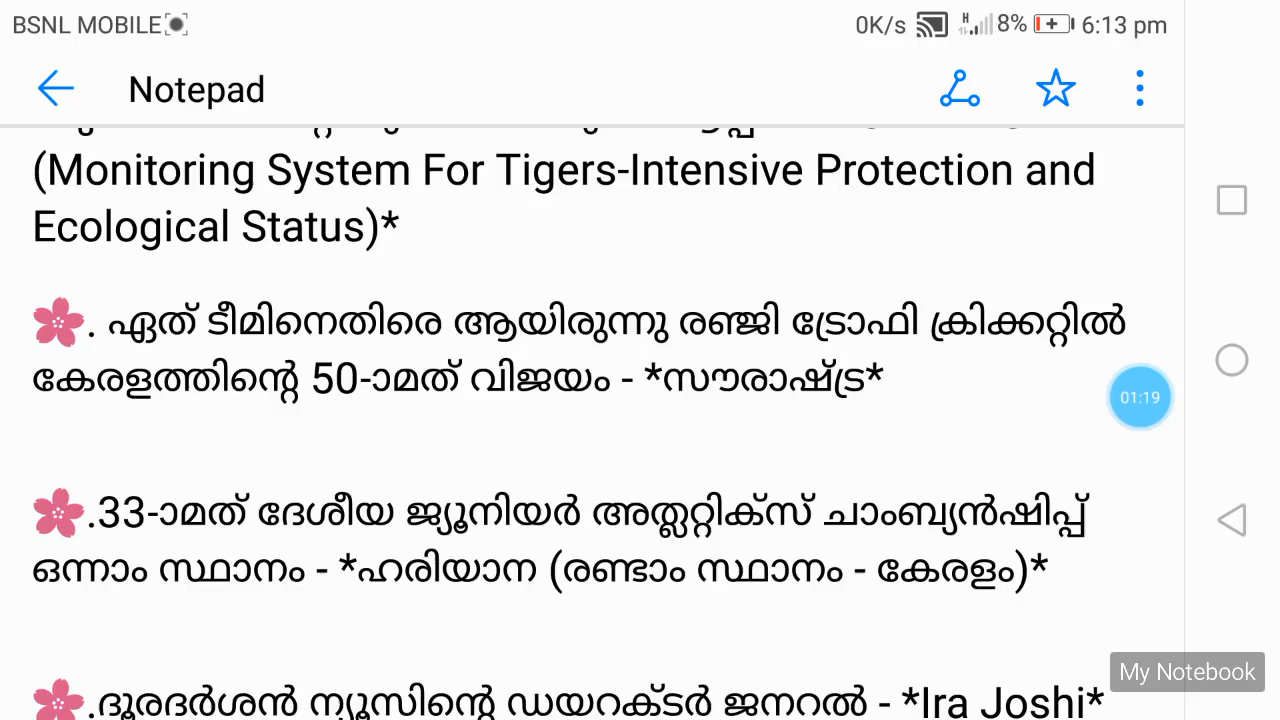 BSNL MOBILE 0K/s H 8% 6:13 pm
Notepad
(Monitoring System For Tigers-Intensive Protection and
Ecological Status)*
. ഏത് ടീമിനെതിരെ ആയിരുന്നു രഞ്ജി ട്രോഫി ക്രിക്കറ്റിൽ
കേരളത്തിന്റെ 50-ാമത് വിജയം - *സൗരാഷ്ട്ര*
01:19
.33-ാമത് ദേശീയ ജ്യൂനിയർ അത്ലറ്റിക്സ് ചാംബ്യൻഷിപ്പ്
ഒന്നാം സ്ഥാനം - *ഹരിയാന (രണ്ടാം സ്ഥാനം - കേരളം)*
My Notebook
.ദൂരദർശൻ ന്യൂസിന്റെ ഡയറക്ടർ ജനറൽ - *Ira Joshi*